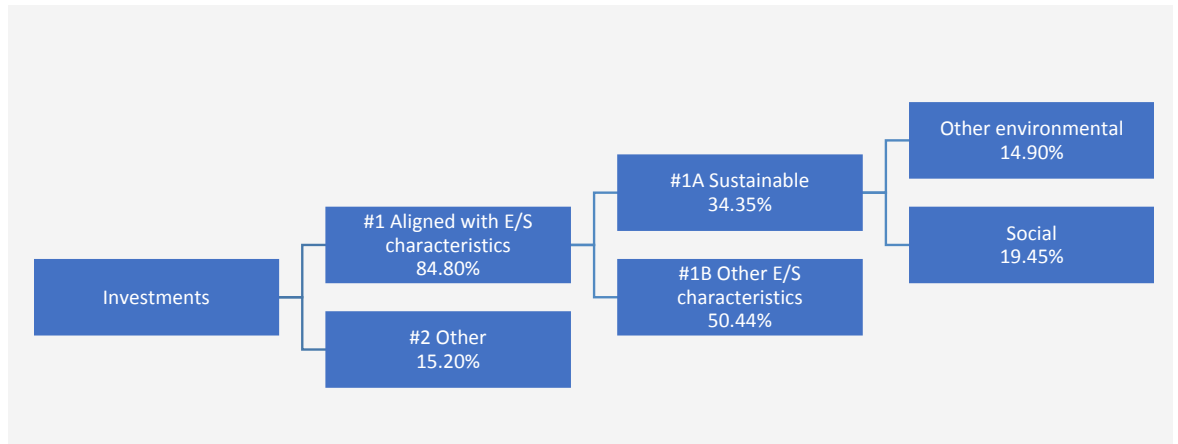 Investments
#1 Aligned with E/S
characteristics
84.80%
#2 Other
15.20%
#1A Sustainable
34.35%
#1B Other E/S
characteristics
50.44%
Other environmental
14.90%
Social
19.45%